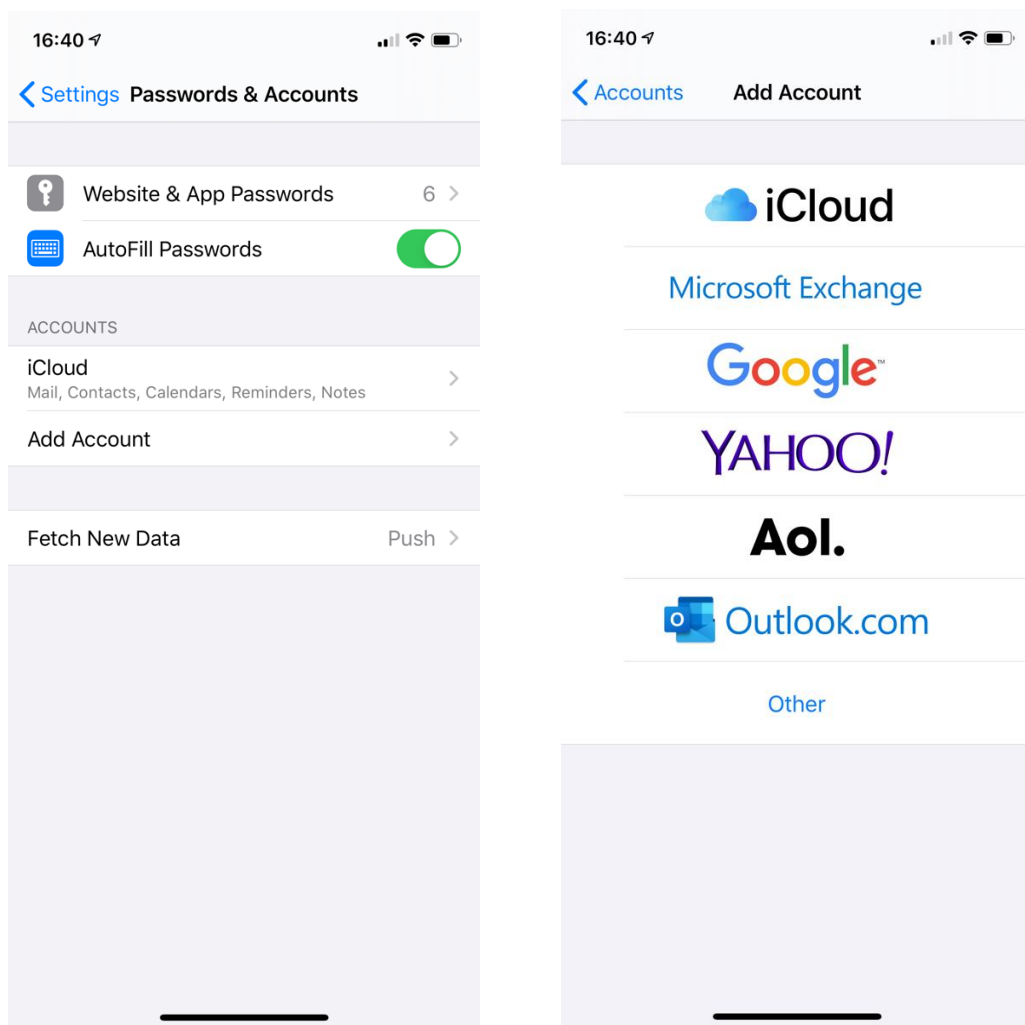 16:40
Settings Passwords & Accounts
Website & App Passwords 6
AutoFill Passwords
ACCOUNTS
iCloud
Mail, Contacts, Calendars, Reminders, Notes
Add Account
Fetch New Data Push
16:40
Accounts Add Account
iCloud
Microsoft Exchange
Google™
YAHOO!
Aol.
O Outlook.com
Other